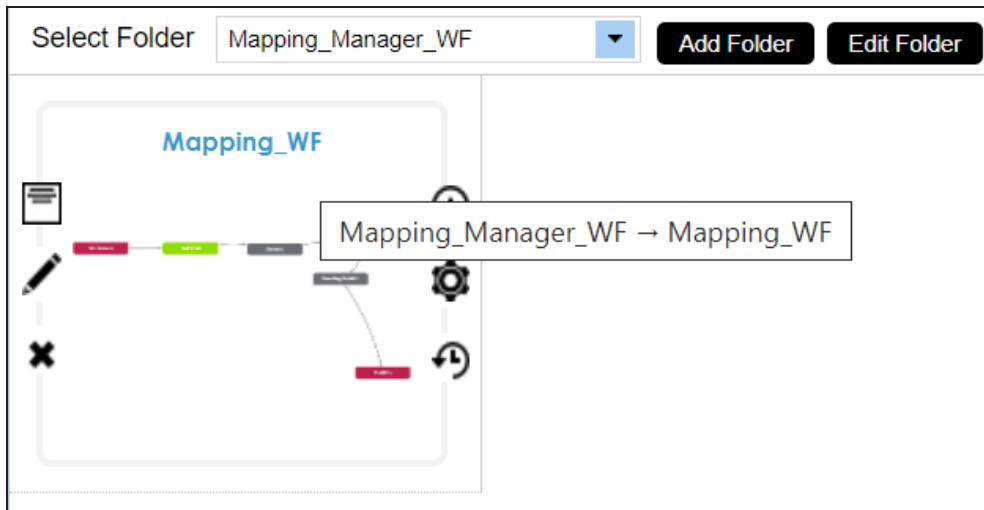 Select Folder
Mapping_Manager_WF
Add Folder
Edit Folder
Mapping_WF
Mapping_Manager_WF → Mapping_WF